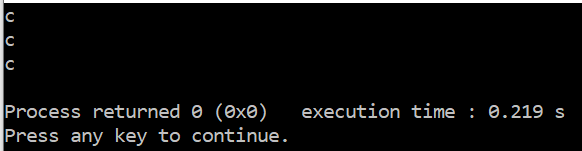 c
c
c
Process returned 0 (0x0)   execution time : 0.219 s
Press any key to continue.